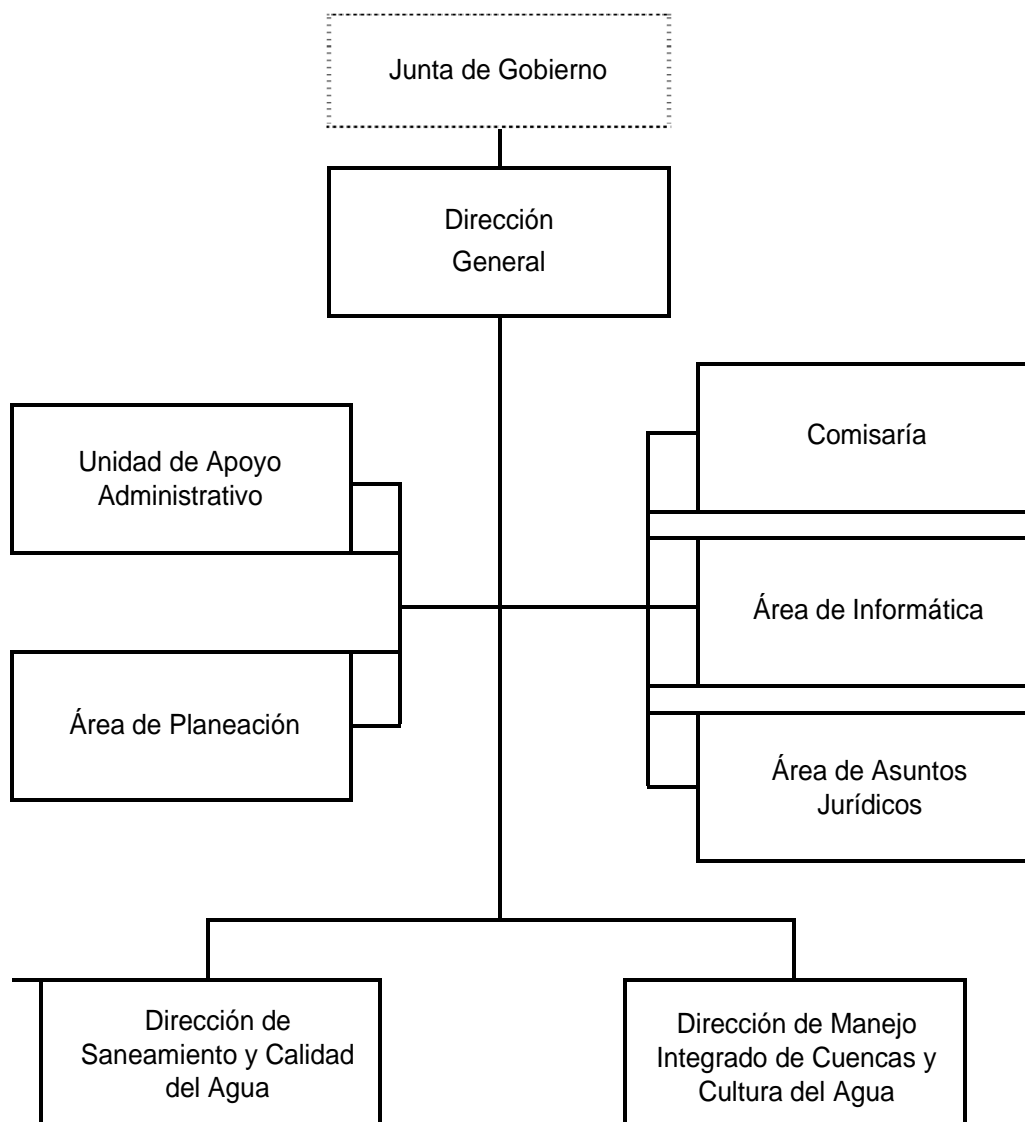 Junta de Gobierno
Dirección
General
Comisaría
Unidad de Apoyo
Administrativo
Área de Informática
Área de Planeación
Área de Asuntos
Jurídicos
Dirección de
Saneamiento y Calidad
del Agua
Dirección de Manejo
Integrado de Cuencas y
Cultura del Agua